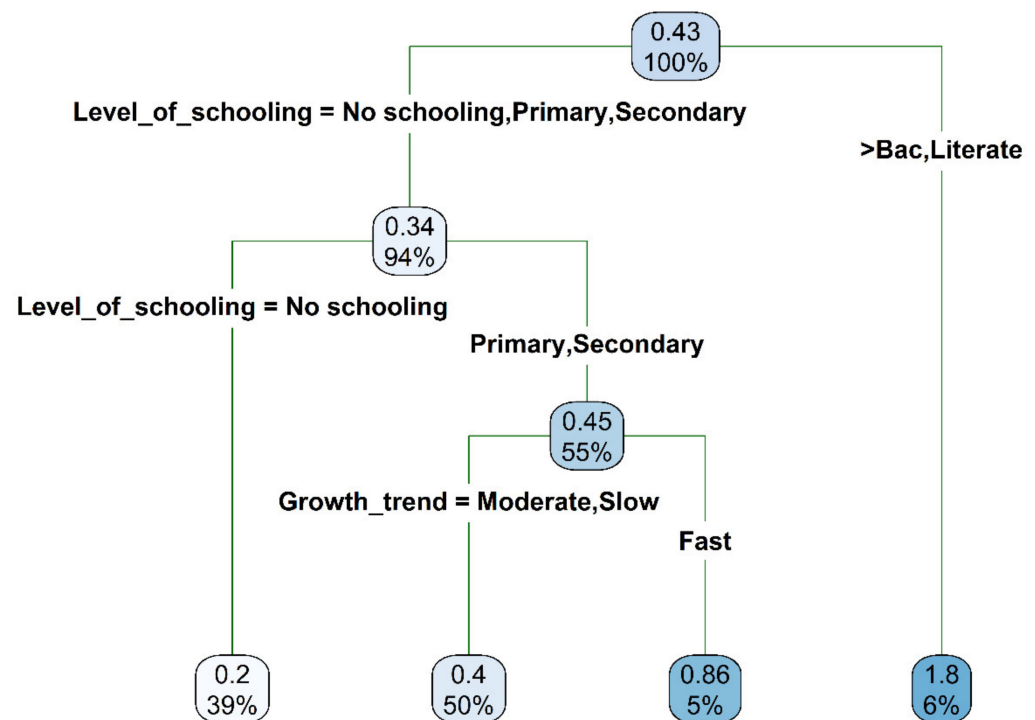 0.43
100%
Level_of_schooling = No schooling,Primary,Secondary
>Bac,Literate
0.34
94%
Level_of_schooling = No schooling
Primary,Secondary
0.45
55%
Growth_trend = Moderate,Slow
Fast
0.2
39%
0.4
50%
0.86
5%
1.8
6%